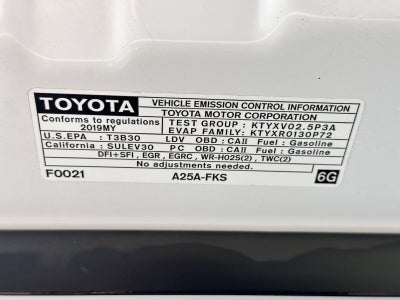 TOYOTA
VEHICLE EMISSION CONTROL INFORMATION
TOYOTA MOTOR CORPORATION
Conforms to regulations
2019MY
TEST GROUP : KTYXV02.5P3A
EVAP FAMILY: KTYXR0130P72
U.S.EPA : T3B30 LDV OBD : CAII Fuel : Gasoline
California : SULEV30 PC OBD : CAII Fuel : Gasoline
DFI+SFI , EGR , EGRC , WR-HO2S(2) , TWC(2)
No adjustments needed.
F0021 A25A-FKS 6G